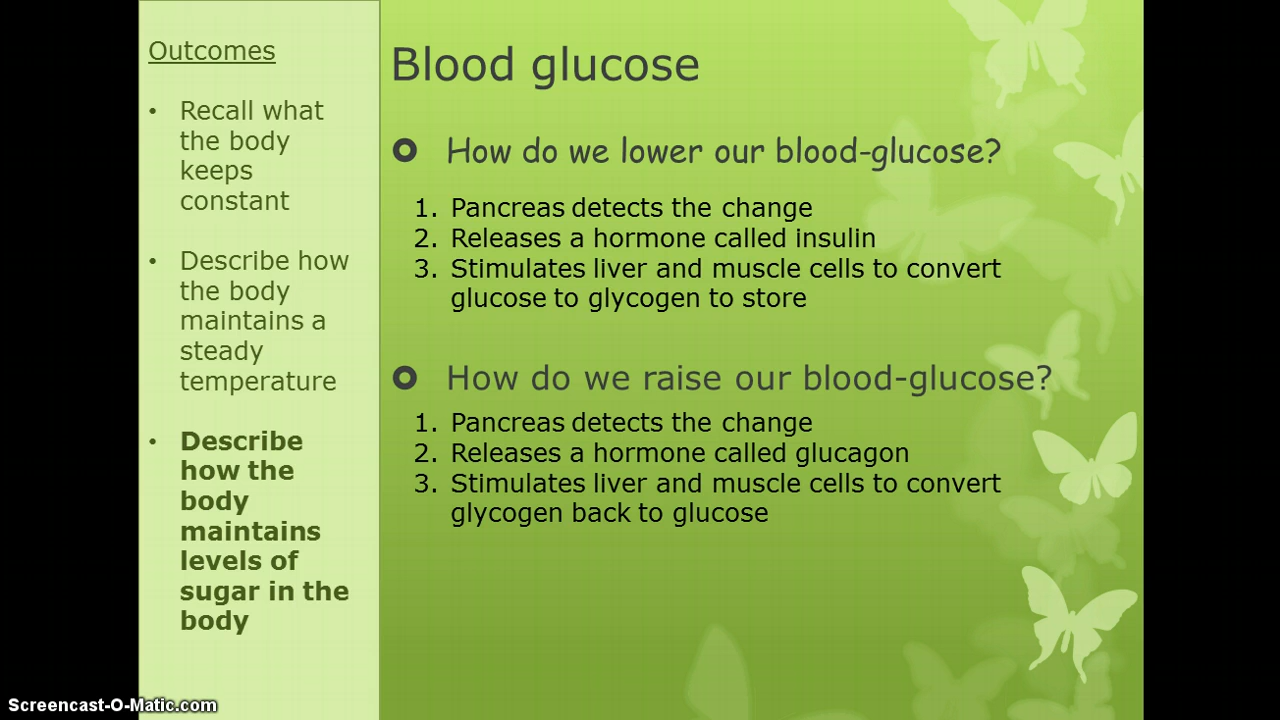 Outcomes
• Recall what
the body
keeps
constant
• Describe how
the body
maintains a
steady
temperature
• Describe
how the
body
maintains
levels of
sugar in the
body
Blood glucose
How do we lower our blood-glucose?
1. Pancreas detects the change
2. Releases a hormone called insulin
3. Stimulates liver and muscle cells to convert
glucose to glycogen to store
How do we raise our blood-glucose?
1. Pancreas detects the change
2. Releases a hormone called glucagon
3. Stimulates liver and muscle cells to convert
glycogen back to glucose
Screencast-O-Matic.com